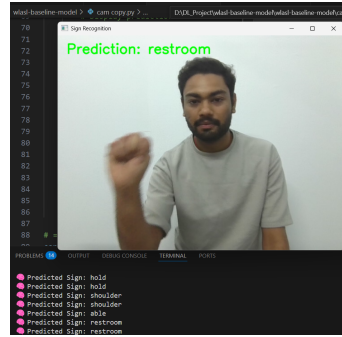 wlasl-baseline-model > cam copy.py > ...
D:\DL_Project\wlasl-baseline-model\wlasl-baseline-model\
Sign Recognition
Prediction: restroom
70
71
72
73
74
75
76
77
78
79
80
81
82
83
84
85
86
87
88 # =
PROBLEMS 14 OUTPUT DEBUG CONSOLE TERMINAL PORTS
Predicted Sign: hold
Predicted Sign: hold
Predicted Sign: shoulder
Predicted Sign: shoulder
Predicted Sign: able
Predicted Sign: restroom
Predicted Sign: restroom